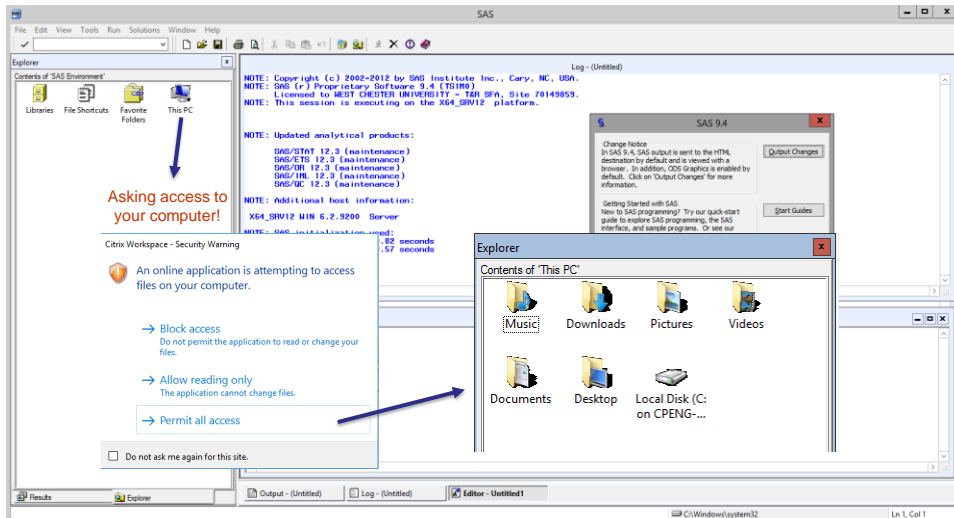 SAS
File Edit View Tools Run Solutions Window Help
Explorer
Contents of 'SAS Environment'
Libraries
File Shortcuts
Favorite Folders
This PC
Asking access to
your computer!
Log - (Untitled)
NOTE: Copyright (c) 2002-2012 by SAS Institute Inc., Cary, NC, USA.
NOTE: SAS (r) Proprietary Software 9.4 (TS1M0)
Licensed to WEST CHESTER UNIVERSITY - T&R SFA, Site 70149859.
NOTE: This session is executing on the X64_SRV12 platform.
NOTE: Updated analytical products:
SAS/STAT 12.3 (maintenance)
SAS/ETS 12.3 (maintenance)
SAS/OR 12.3 (maintenance)
SAS/IML 12.3 (maintenance)
SAS/QC 12.3 (maintenance)
NOTE: Additional host information:
X64_SRV12 WIN 6.2.9200 Server
NOTE: SAS initialization used:
.82 seconds
.57 seconds
SAS 9.4
Change Notice
In SAS 9.4, SAS output is sent to the HTML
destination by default and is viewed with a
browser. In addition, ODS Graphics is enabled by
default. Click on 'Output Changes' for more
information.
Output Changes
Getting Started with SAS
New to SAS programming? Try our quick-start
guide to explore SAS programming, the SAS
interface, and sample programs. Or see our
Start Guides
Citrix Workspace - Security Warning
An online application is attempting to access
files on your computer.
Block access
Do not permit the application to read or change your
files.
Allow reading only
The application cannot change files.
Permit all access
Do not ask me again for this site.
Explorer
Contents of 'This PC'
Music
Downloads
Pictures
Videos
Documents
Desktop
Local Disk (C:
on CPENG-...
Results
Explorer
Output - (Untitled)
Log - (Untitled)
Editor - Untitled1
C:\Windows\system32
Ln 1, Col 1